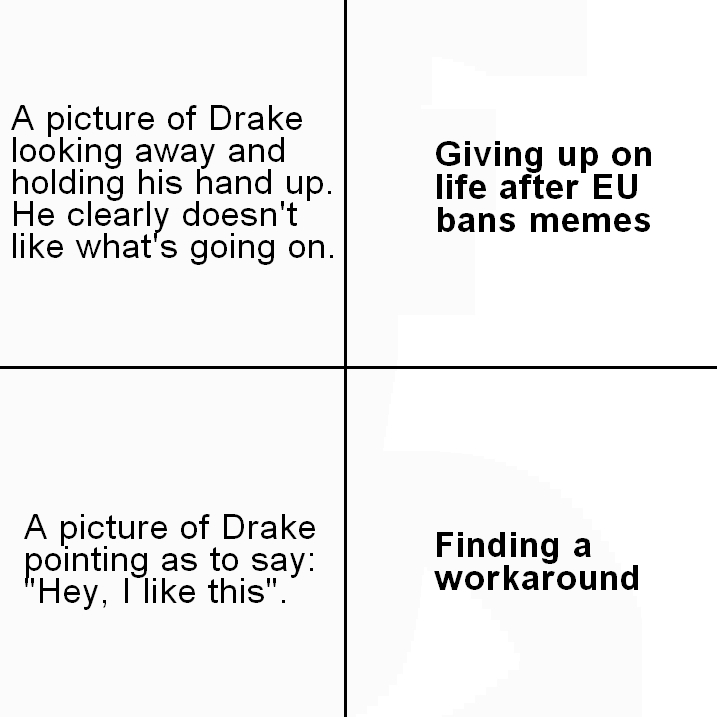 A picture of Drake
looking away and
holding his hand up.
He clearly doesn't
like what's going on.
Giving up on
life after EU
bans memes
A picture of Drake
pointing as to say:
"Hey, I like this".
Finding a
workaround